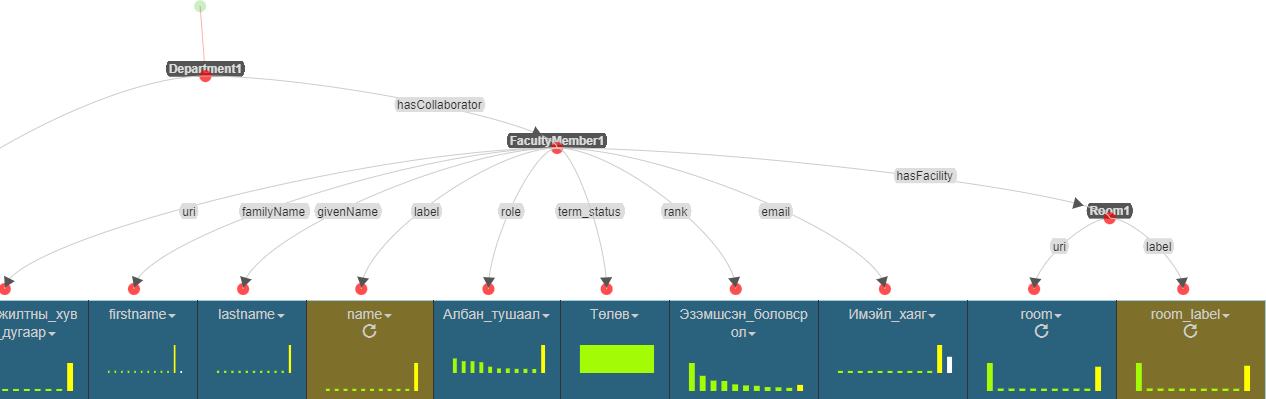 Department1
hasCollaborator
FacultyMember1
hasFacility
uri
familyName
givenName
label
role
term_status
rank
email
Room1
uri
label
жилтны_хув
дугаар
firstname
lastname
name
Албан_тушаал
Төлөв
Эзэмшсэн_боловср
ол
Имэйл_хаяг
room
room_label